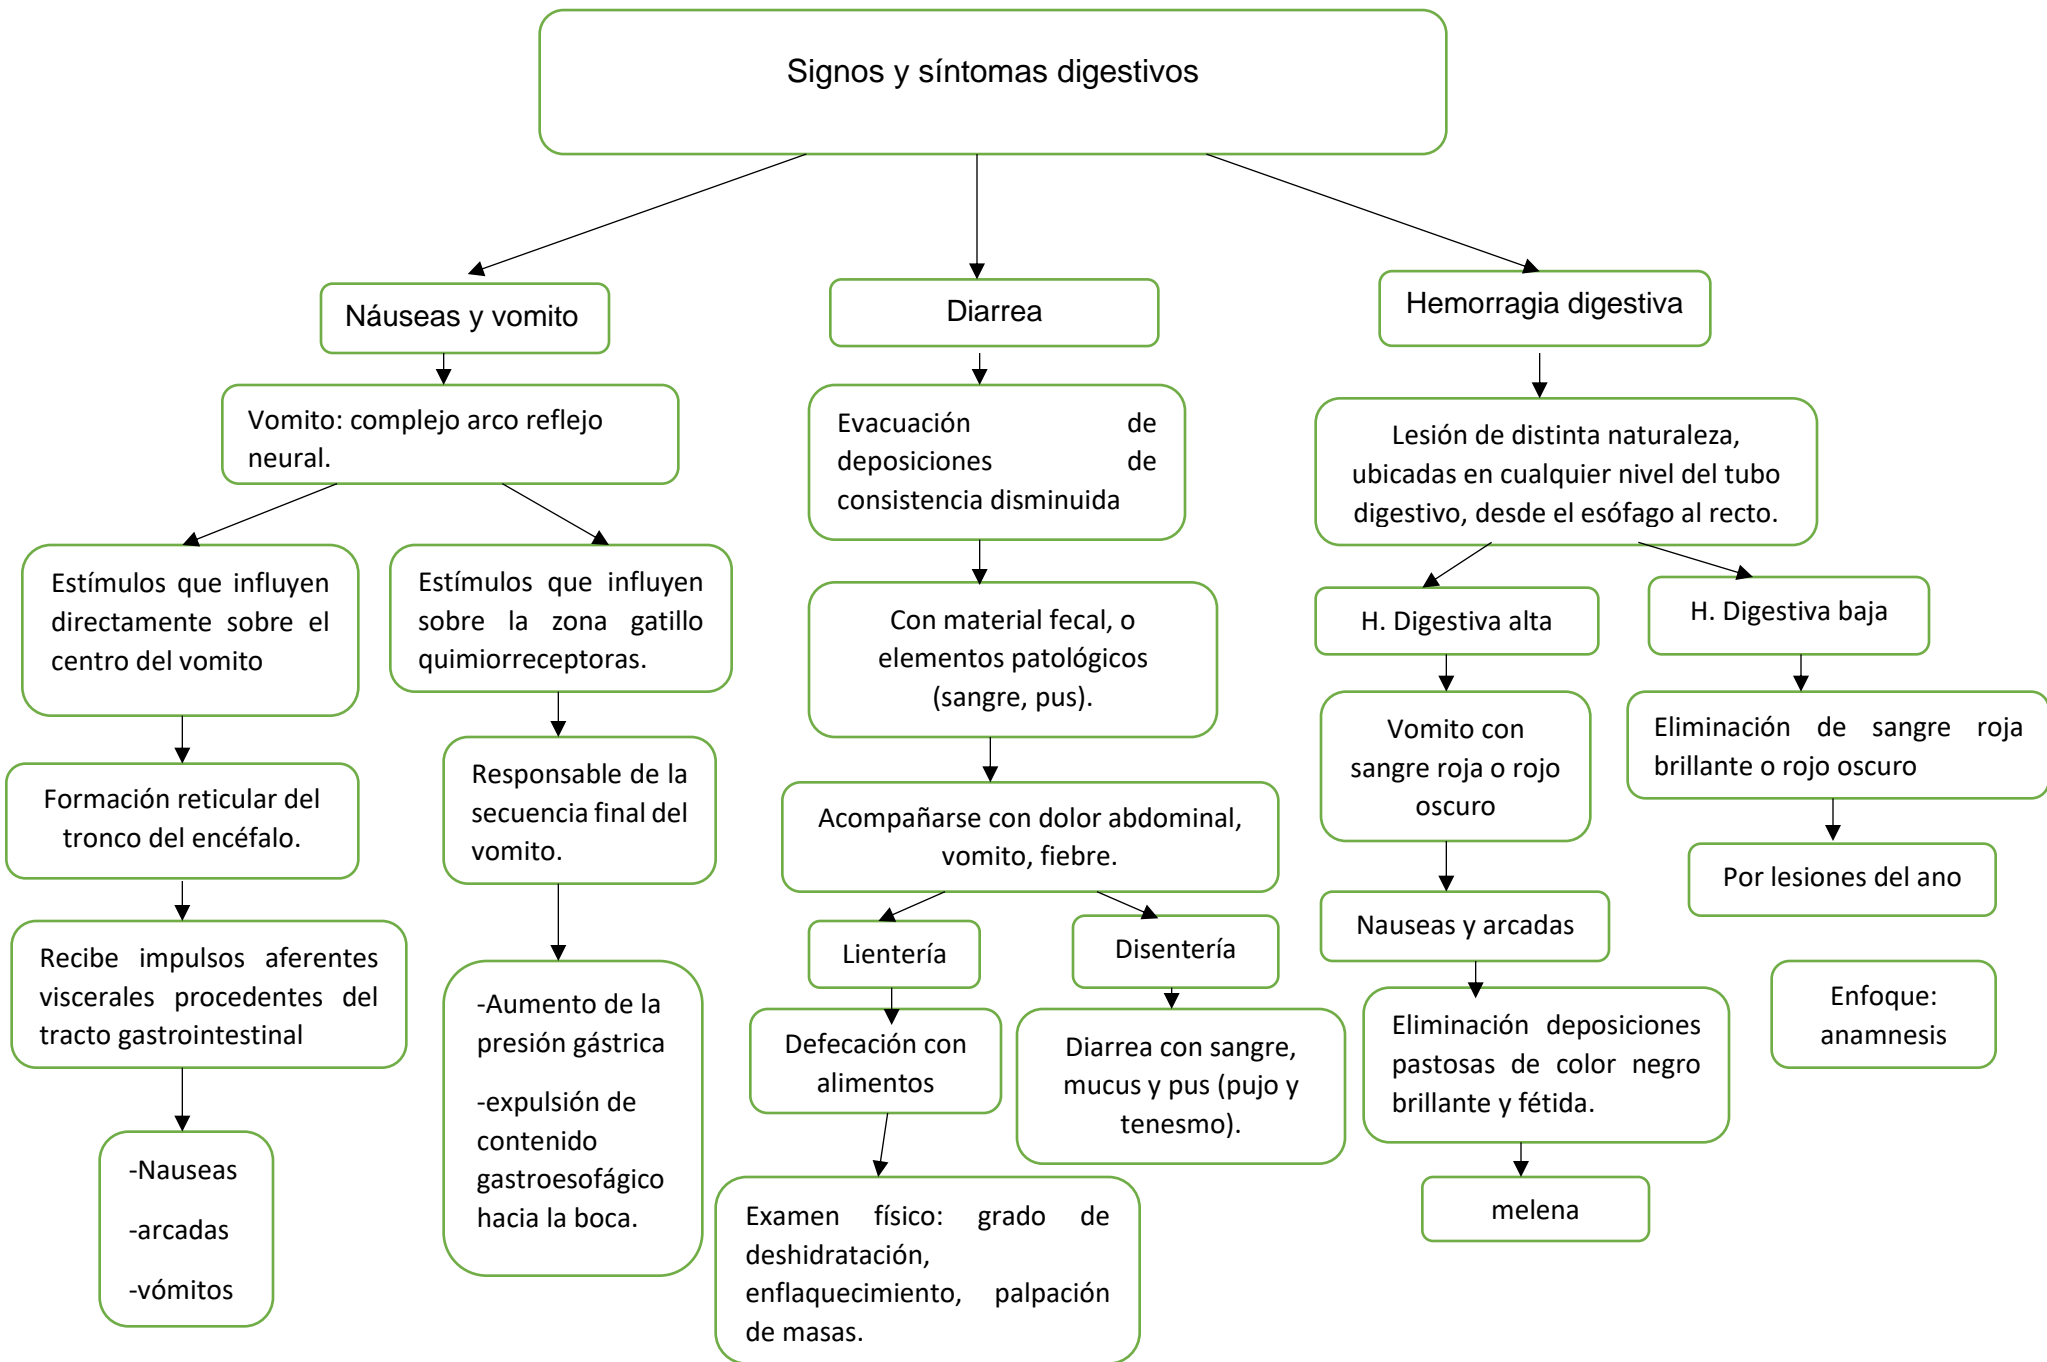 Signos y síntomas digestivos
Náuseas y vomito
Vomito: complejo arco reflejo
neural.
Estímulos que influyen
directamente sobre el
centro del vomito
Formación reticular del
tronco del encéfalo.
Recibe impulsos aferentes
viscerales procedentes del
tracto gastrointestinal
-Nauseas
-arcadas
-vómitos
Estímulos que influyen
sobre la zona gatillo
quimiorreceptoras.
Responsable de la
secuencia final del
vomito.
-Aumento de la
presión gástrica
-expulsión de
contenido
gastroesofágico
hacia la boca.
Diarrea
Evacuación de
deposiciones de
consistencia disminuida
Con material fecal, o
elementos patológicos
(sangre, pus).
Acompañarse con dolor abdominal,
vomito, fiebre.
Lientería
Defecación con
alimentos
Examen físico: grado de
deshidratación,
enflaquecimiento, palpación
de masas.
Disentería
Diarrea con sangre,
mucus y pus (pujo y
tenesmo).
Hemorragia digestiva
Lesión de distinta naturaleza,
ubicadas en cualquier nivel del tubo
digestivo, desde el esófago al recto.
H. Digestiva alta
Vomito con
sangre roja o rojo
oscuro
Nauseas y arcadas
Eliminación deposiciones
pastosas de color negro
brillante y fétida.
melena
H. Digestiva baja
Eliminación de sangre roja
brillante o rojo oscuro
Por lesiones del ano
Enfoque:
anamnesis